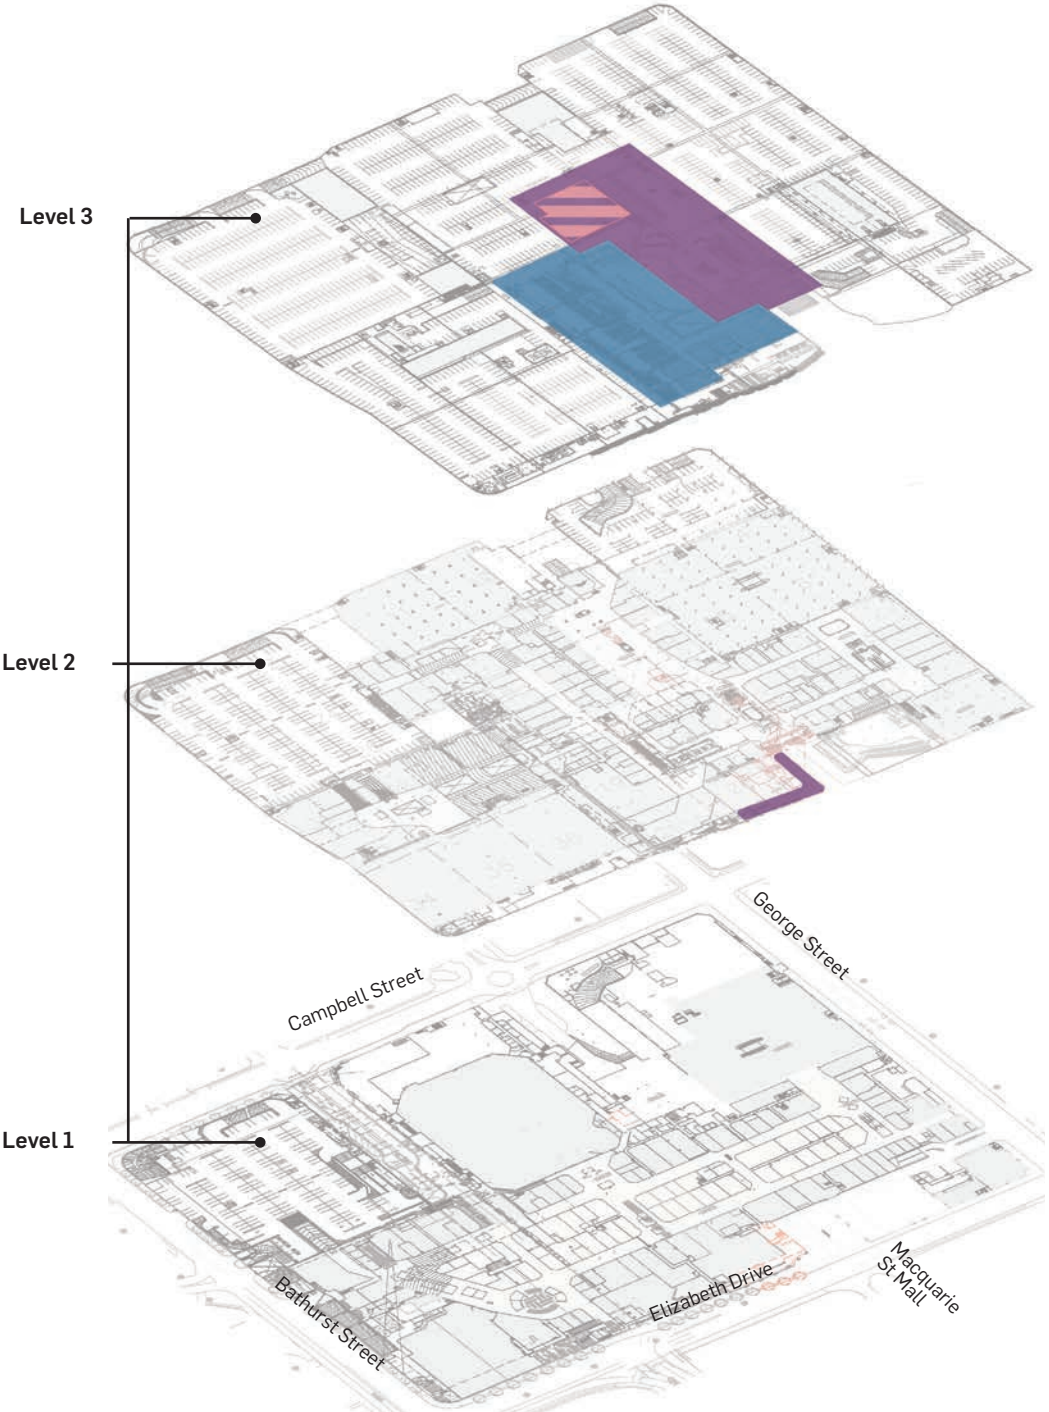 Level 3
Level 2
George Street
Campbell Street
Level 1
Macquarie
St Mall
Elizabeth Drive
Bathurst Street